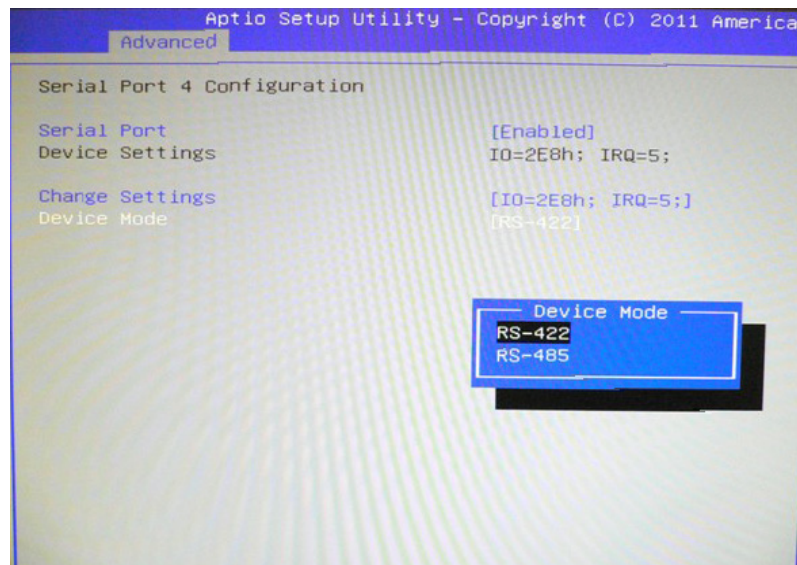 Aptio Setup Utility – Copyright (C) 2011 America
Advanced
Serial Port 4 Configuration
Serial Port [Enabled]
Device Settings IO=2E8h; IRQ=5;
Change Settings [IO=2E8h; IRQ=5;]
Device Mode [RS-422]
Device Mode
RS-422
RS-485